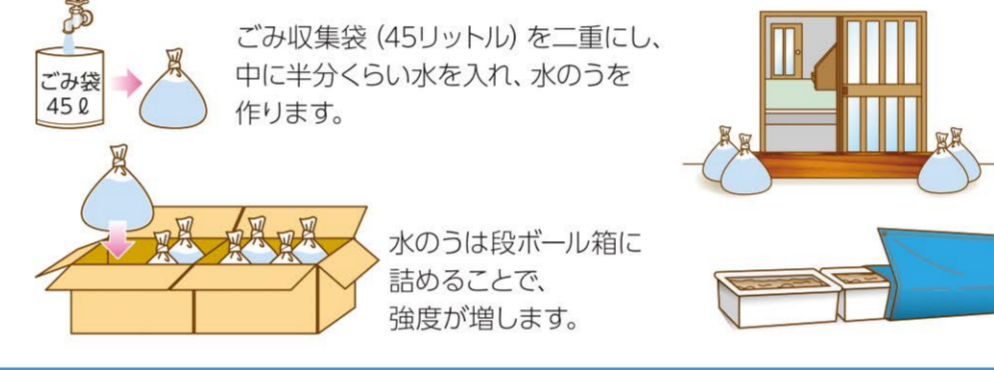 ごみ袋
45ℓ
ごみ収集袋（45リットル）を二重にし、
中に半分くらい水を入れ、水のうを
作ります。
水のうは段ボール箱に
詰めることで、
強度が増します。